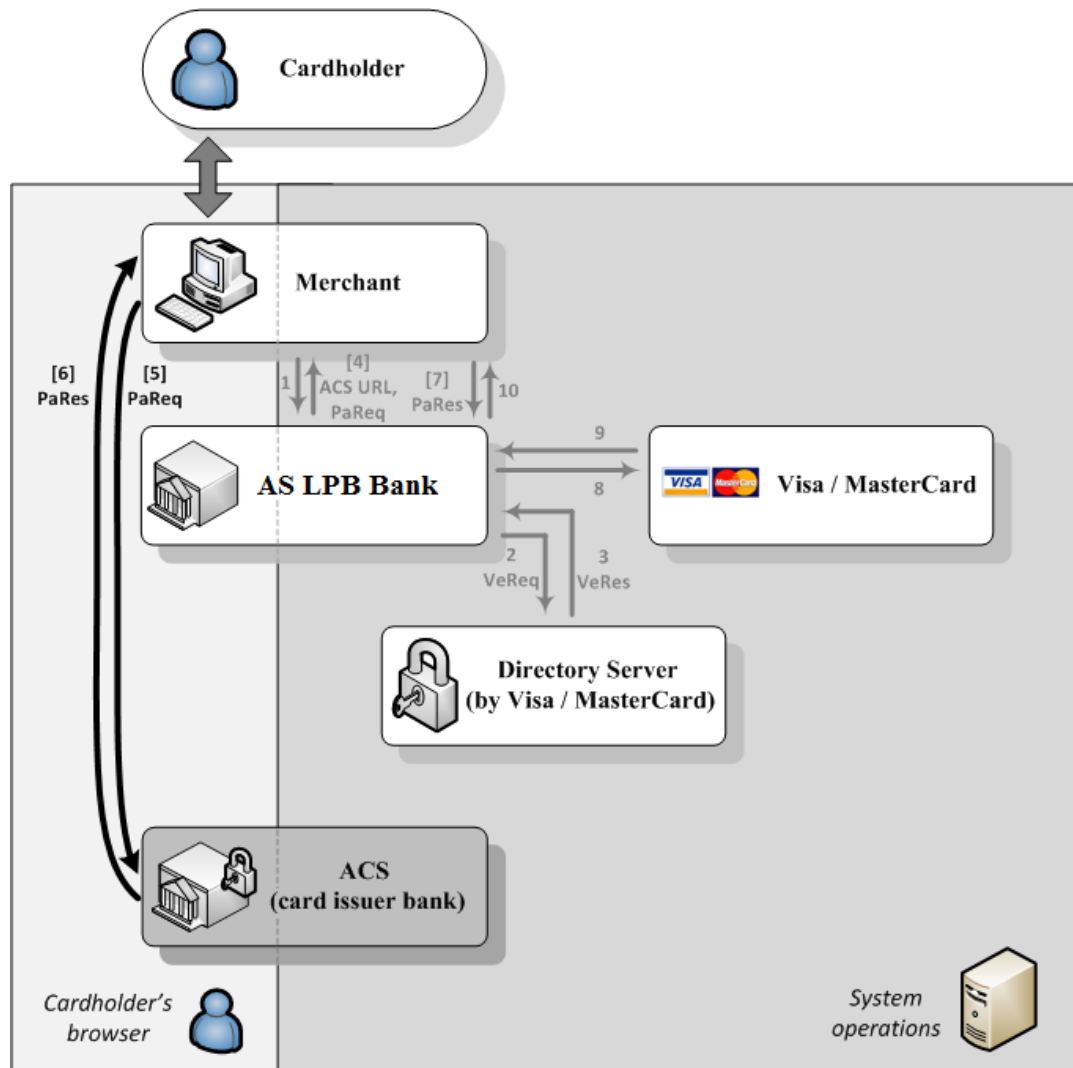 Cardholder
Merchant
[6]
PaRes
[5]
PaReq
1
[4]
ACS URL,
PaReq
[7]
PaRes
10
AS LPB Bank
9
8
VISA
MasterCard
Visa / MasterCard
2
VeReq
3
VeRes
Directory Server
(by Visa / MasterCard)
ACS
(card issuer bank)
Cardholder's
browser
System
operations